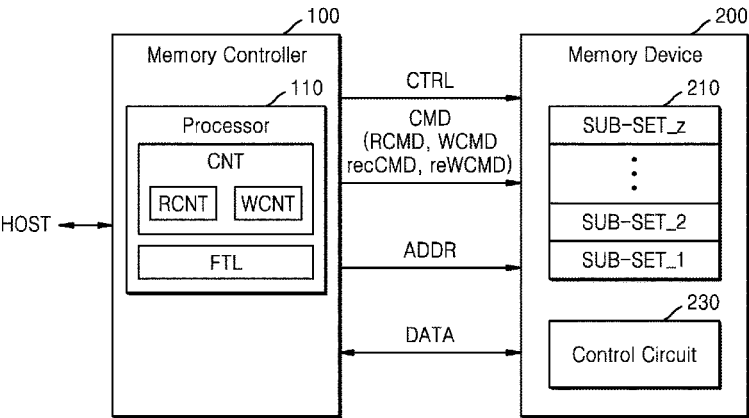 100
Memory Controller
110
Processor
CNT
RCNT
WCNT
FTL
HOST
CTRL
CMD
(RCMD, WCMD
recCMD, reWCMD)
ADDR
DATA
200
Memory Device
210
SUB-SET_z
SUB-SET_2
SUB-SET_1
230
Control Circuit